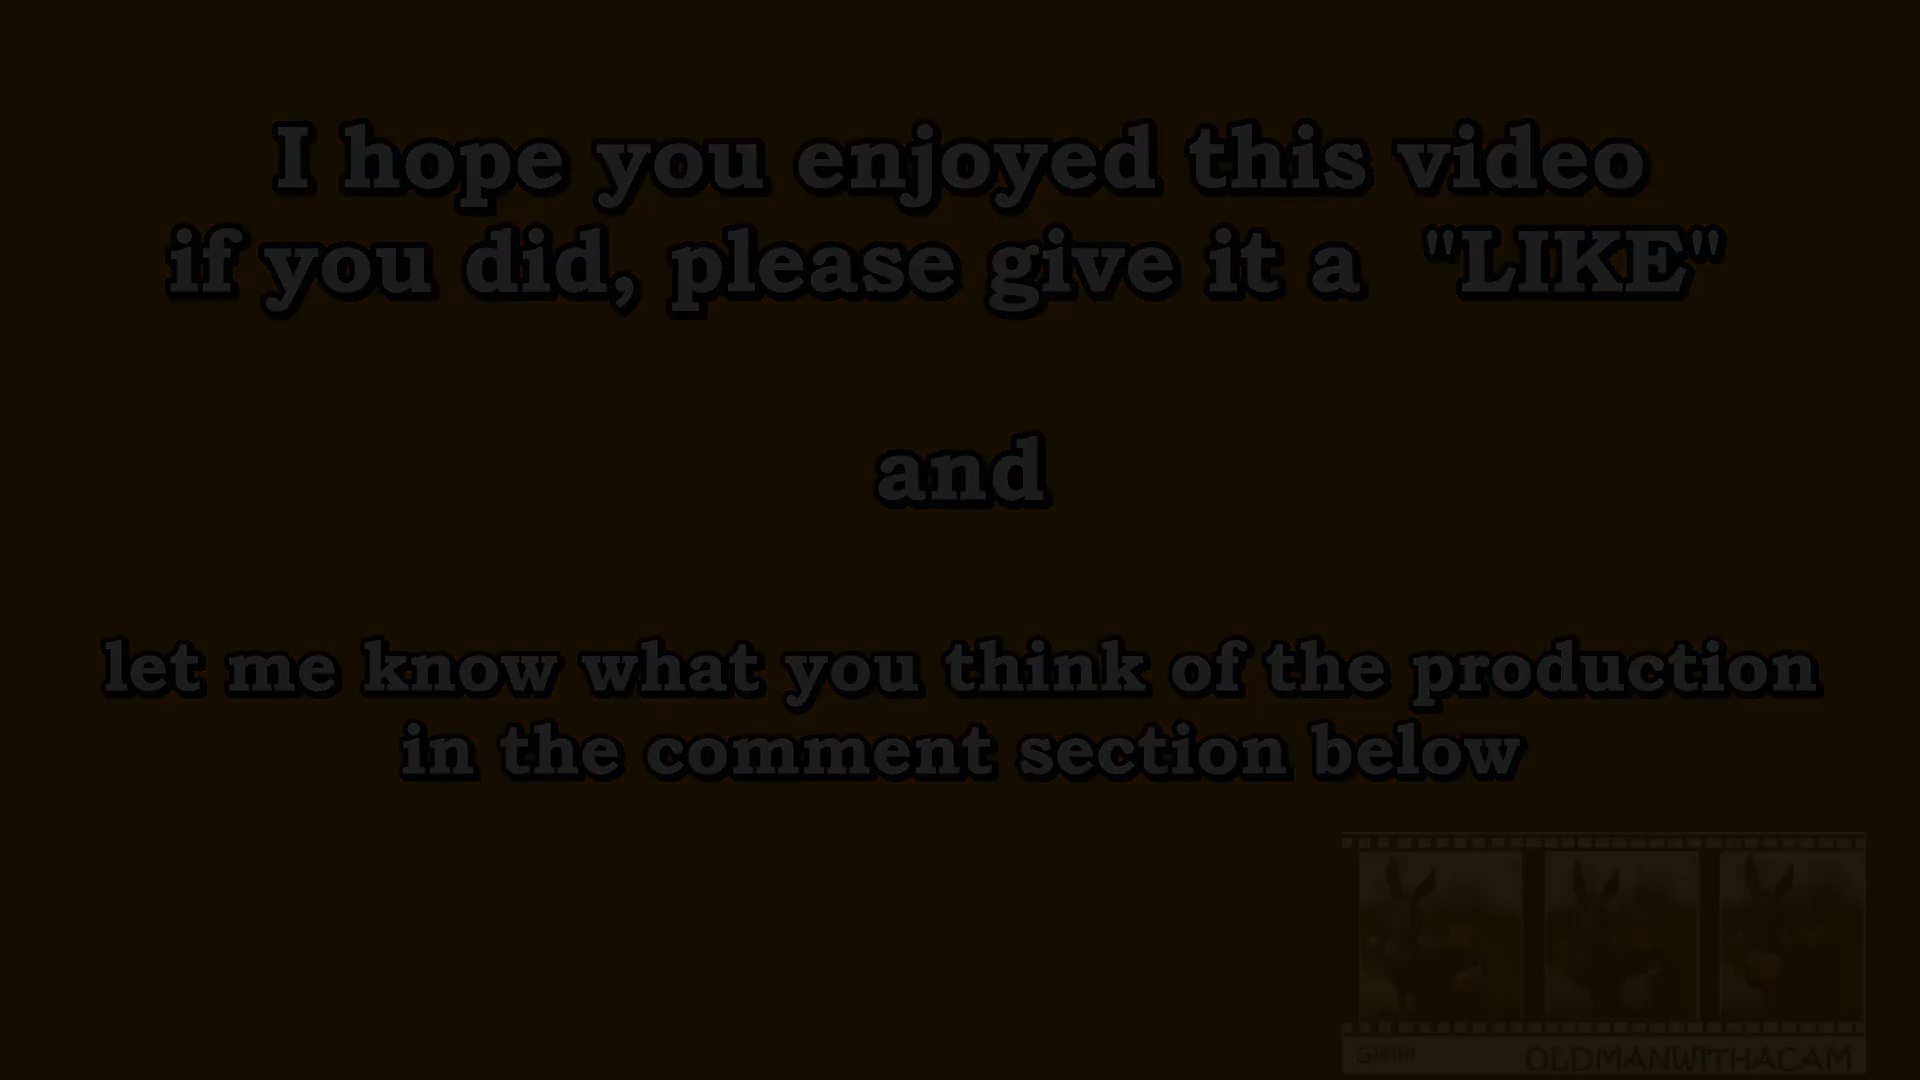 I hope you enjoyed this video
if you did, please give it a "LIKE"
and
let me know what you think of the production
in the comment section below
Glenn
OLDMANWITHACAM